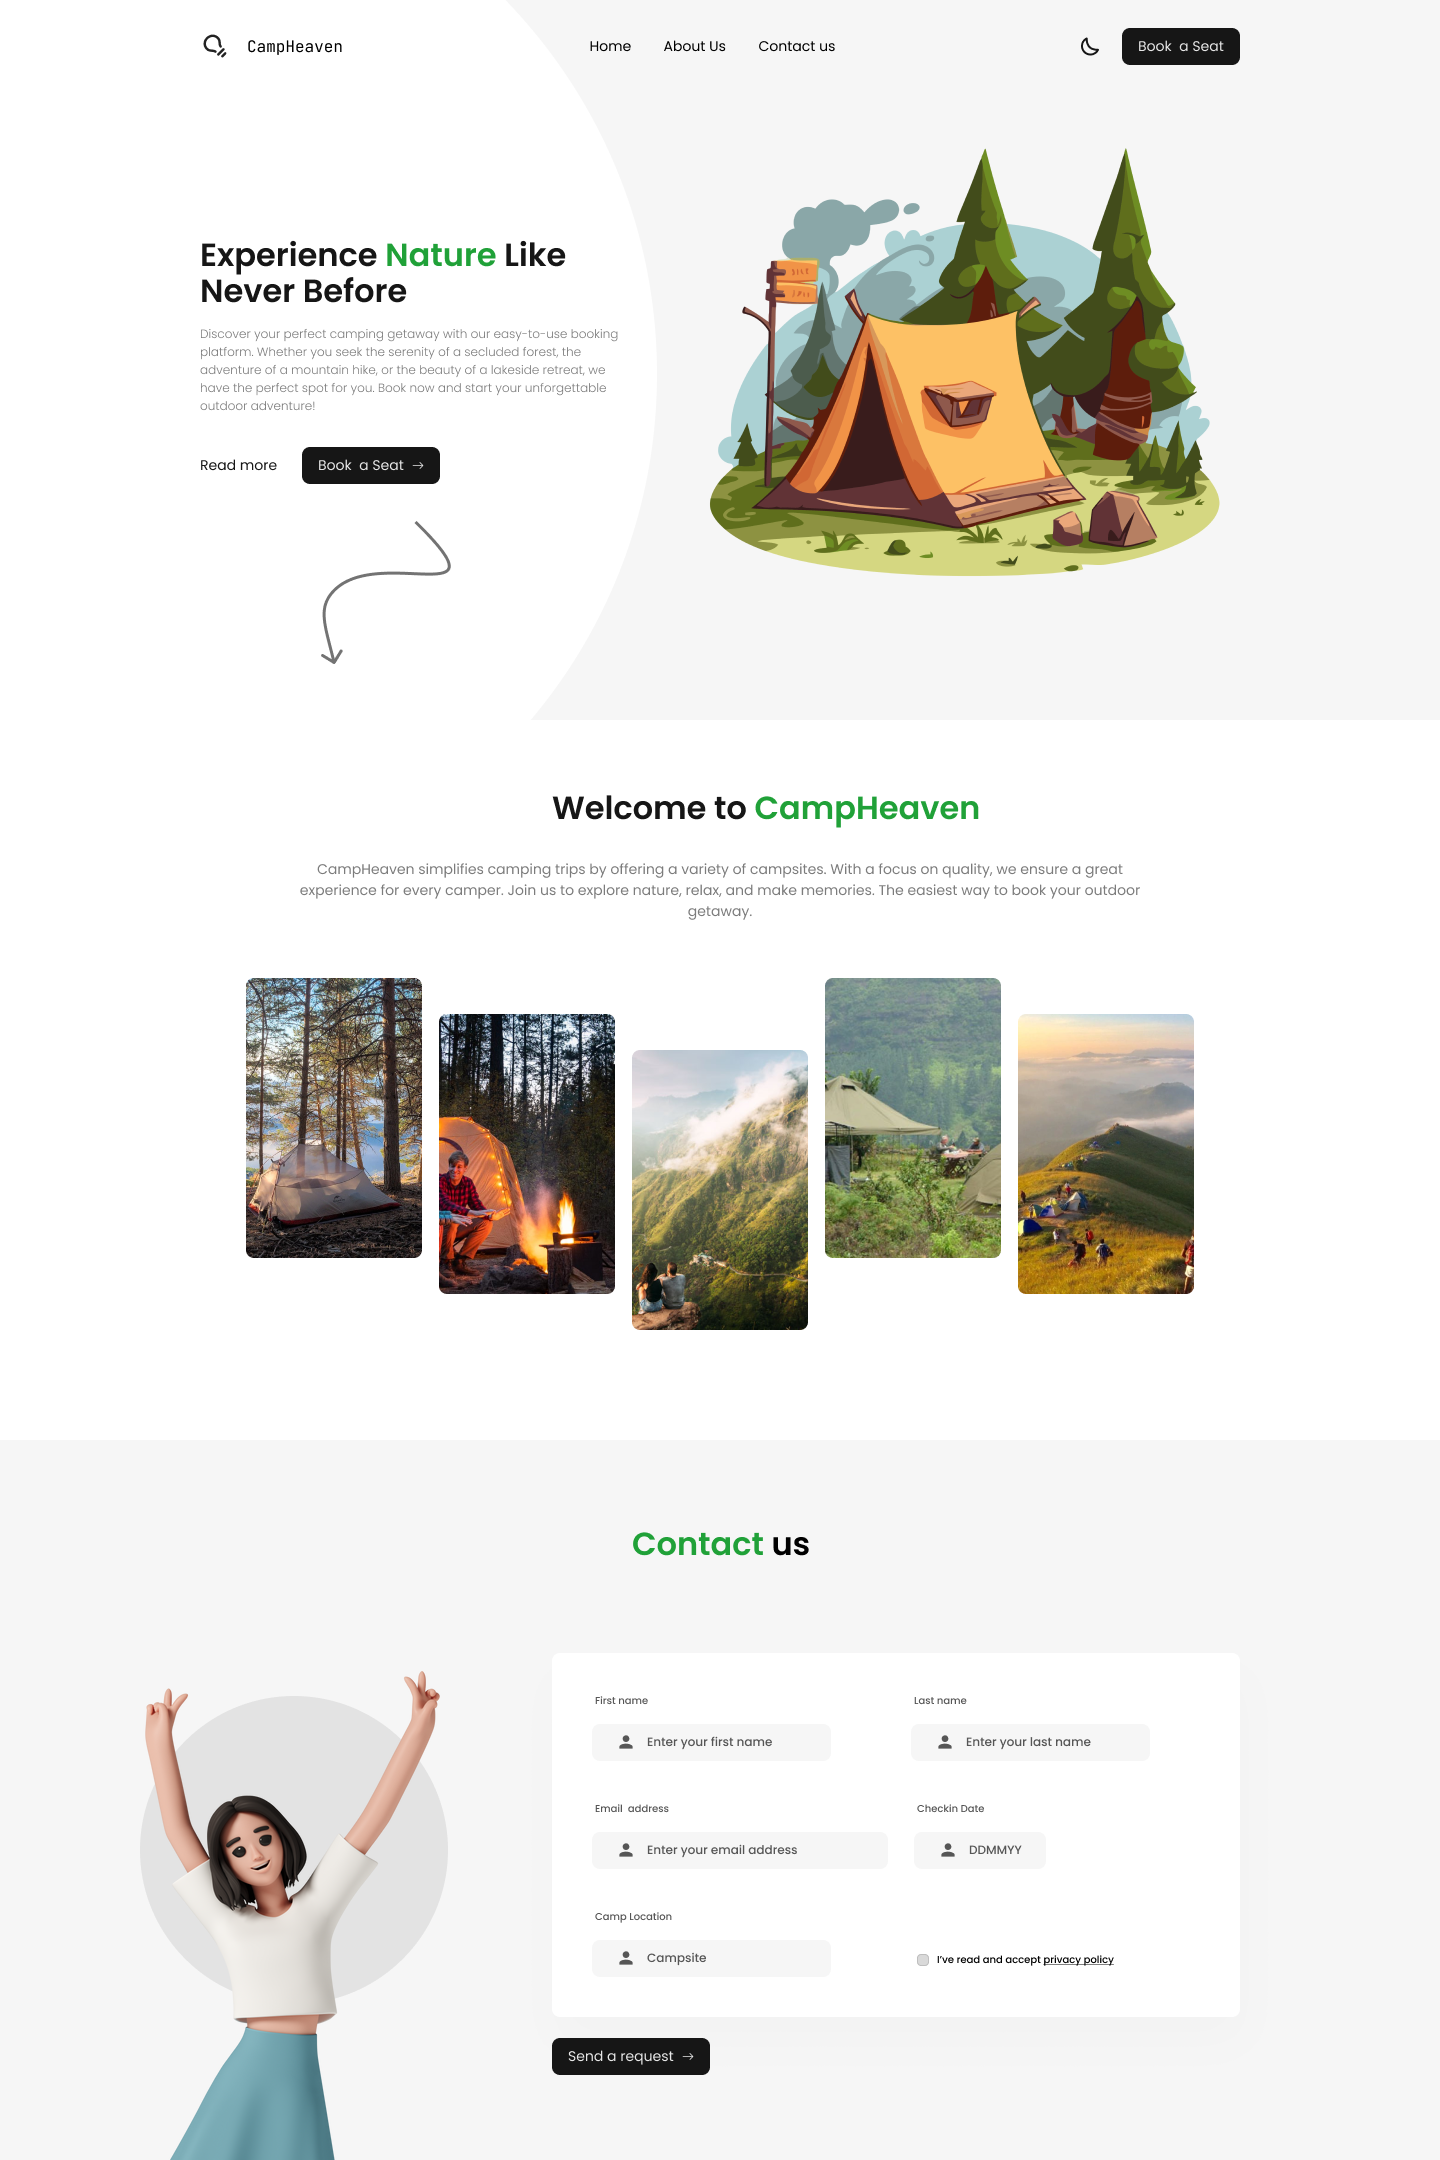 CampHeaven
Home
About Us
Contact us
Book a Seat
Experience Nature Like
Never Before
Discover your perfect camping getaway with our easy-to-use booking
platform. Whether you seek the serenity of a secluded forest, the
adventure of a mountain hike, or the beauty of a lakeside retreat, we
have the perfect spot for you. Book now and start your unforgettable
outdoor adventure!
Read more
Book a Seat →
Welcome to CampHeaven
CampHeaven simplifies camping trips by offering a variety of campsites. With a focus on quality, we ensure a great
experience for every camper. Join us to explore nature, relax, and make memories. The easiest way to book your outdoor
getaway.
Contact us
First name
Last name
Enter your first name
Enter your last name
Email address
Checkin Date
Enter your email address
DDMMYY
Camp Location
Campsite
I've read and accept privacy policy
Send a request →